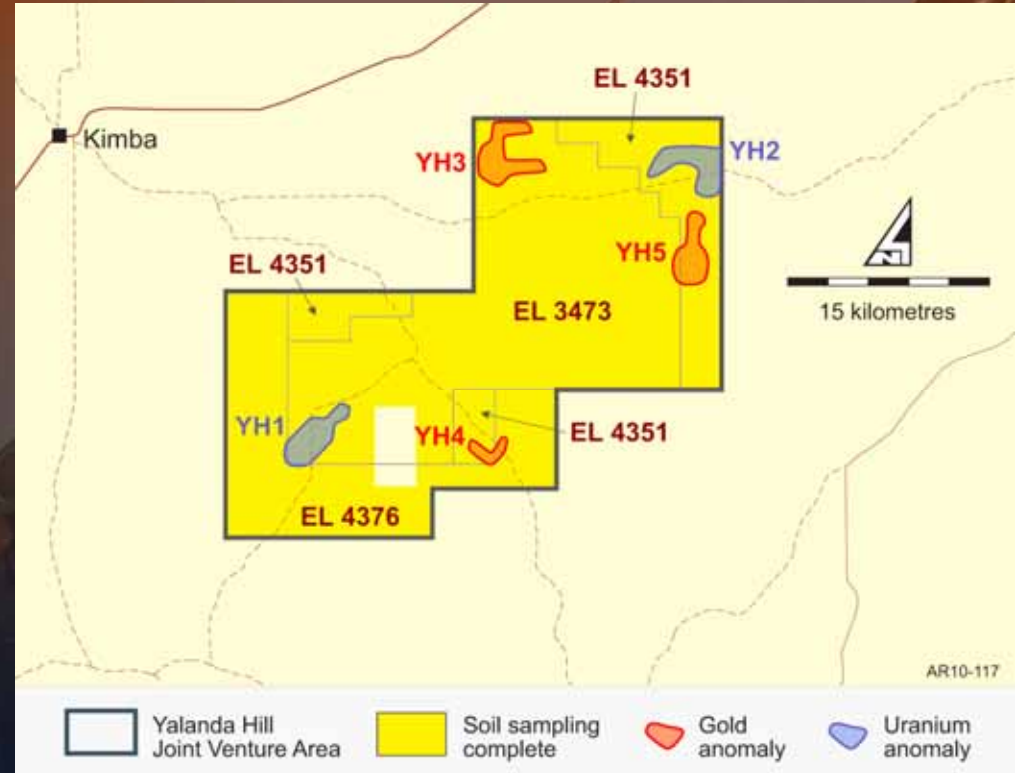 EL 4351
Kimba
YH3
YH2
YH5
EL 4351
EL 3473
N
15 kilometres
YH1
YH4
EL 4351
EL 4376
AR10-117
Yalanda Hill
Joint Venture Area
Soil sampling
complete
Gold
anomaly
Uranium
anomaly